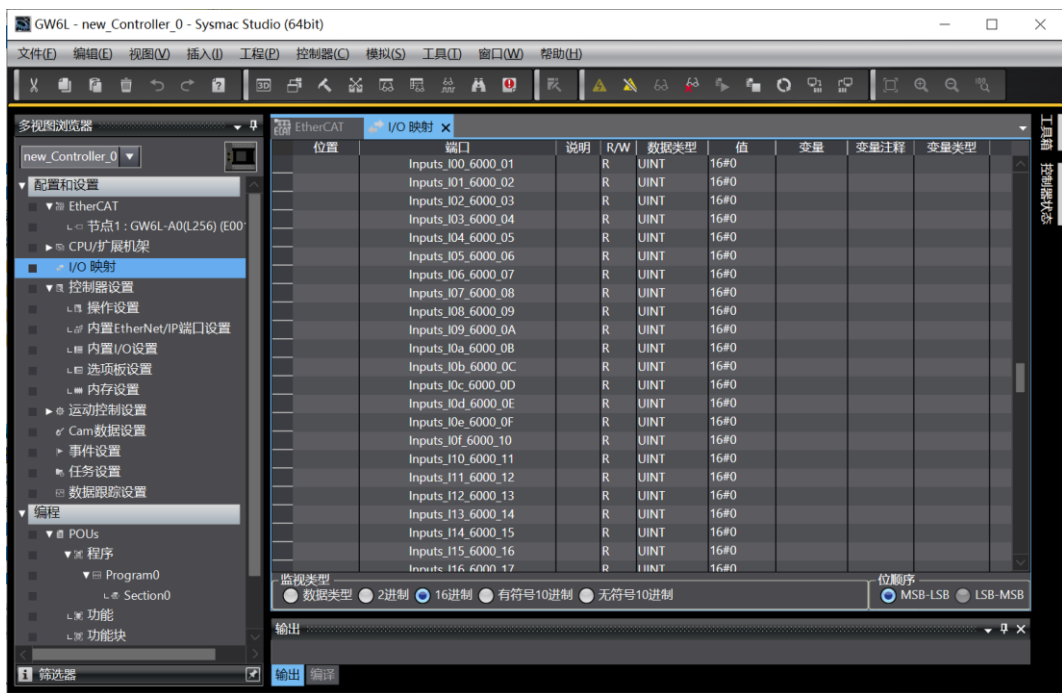 GW6L - new_Controller_0 - Sysmac Studio (64bit)
文件(F) 编辑(E) 视图(V) 插入(I) 工程(P) 控制器(C) 模拟(S) 工具(T) 窗口(W) 帮助(H)
多视图浏览器
new_Controller_0
配置和设置
EtherCAT
节点1 : GW6L-A0(L256) (E00
CPU/扩展机架
I/O 映射
控制器设置
操作设置
内置EtherNet/IP端口设置
内置I/O设置
选项板设置
内存设置
运动控制设置
Cam数据设置
事件设置
任务设置
数据跟踪设置
编程
POUs
程序
Program0
Section0
功能
功能块
筛选器
EtherCAT I/O 映射
位置 端口 说明 R/W 数据类型 值 变量 变量注释 变量类型
Inputs_I00_6000_01 R UINT 16#0
Inputs_I01_6000_02 R UINT 16#0
Inputs_I02_6000_03 R UINT 16#0
Inputs_I03_6000_04 R UINT 16#0
Inputs_I04_6000_05 R UINT 16#0
Inputs_I05_6000_06 R UINT 16#0
Inputs_I06_6000_07 R UINT 16#0
Inputs_I07_6000_08 R UINT 16#0
Inputs_I08_6000_09 R UINT 16#0
Inputs_I09_6000_0A R UINT 16#0
Inputs_I0a_6000_0B R UINT 16#0
Inputs_I0b_6000_0C R UINT 16#0
Inputs_I0c_6000_0D R UINT 16#0
Inputs_I0d_6000_0E R UINT 16#0
Inputs_I0e_6000_0F R UINT 16#0
Inputs_I0f_6000_10 R UINT 16#0
Inputs_I10_6000_11 R UINT 16#0
Inputs_I11_6000_12 R UINT 16#0
Inputs_I12_6000_13 R UINT 16#0
Inputs_I13_6000_14 R UINT 16#0
Inputs_I14_6000_15 R UINT 16#0
Inputs_I15_6000_16 R UINT 16#0
Inputs_I16_6000_17 R UINT 16#0
监视类型
数据类型 2进制 16进制 有符号10进制 无符号10进制
位顺序
MSB-LSB LSB-MSB
输出
输出 编译
工具箱
控制器状态